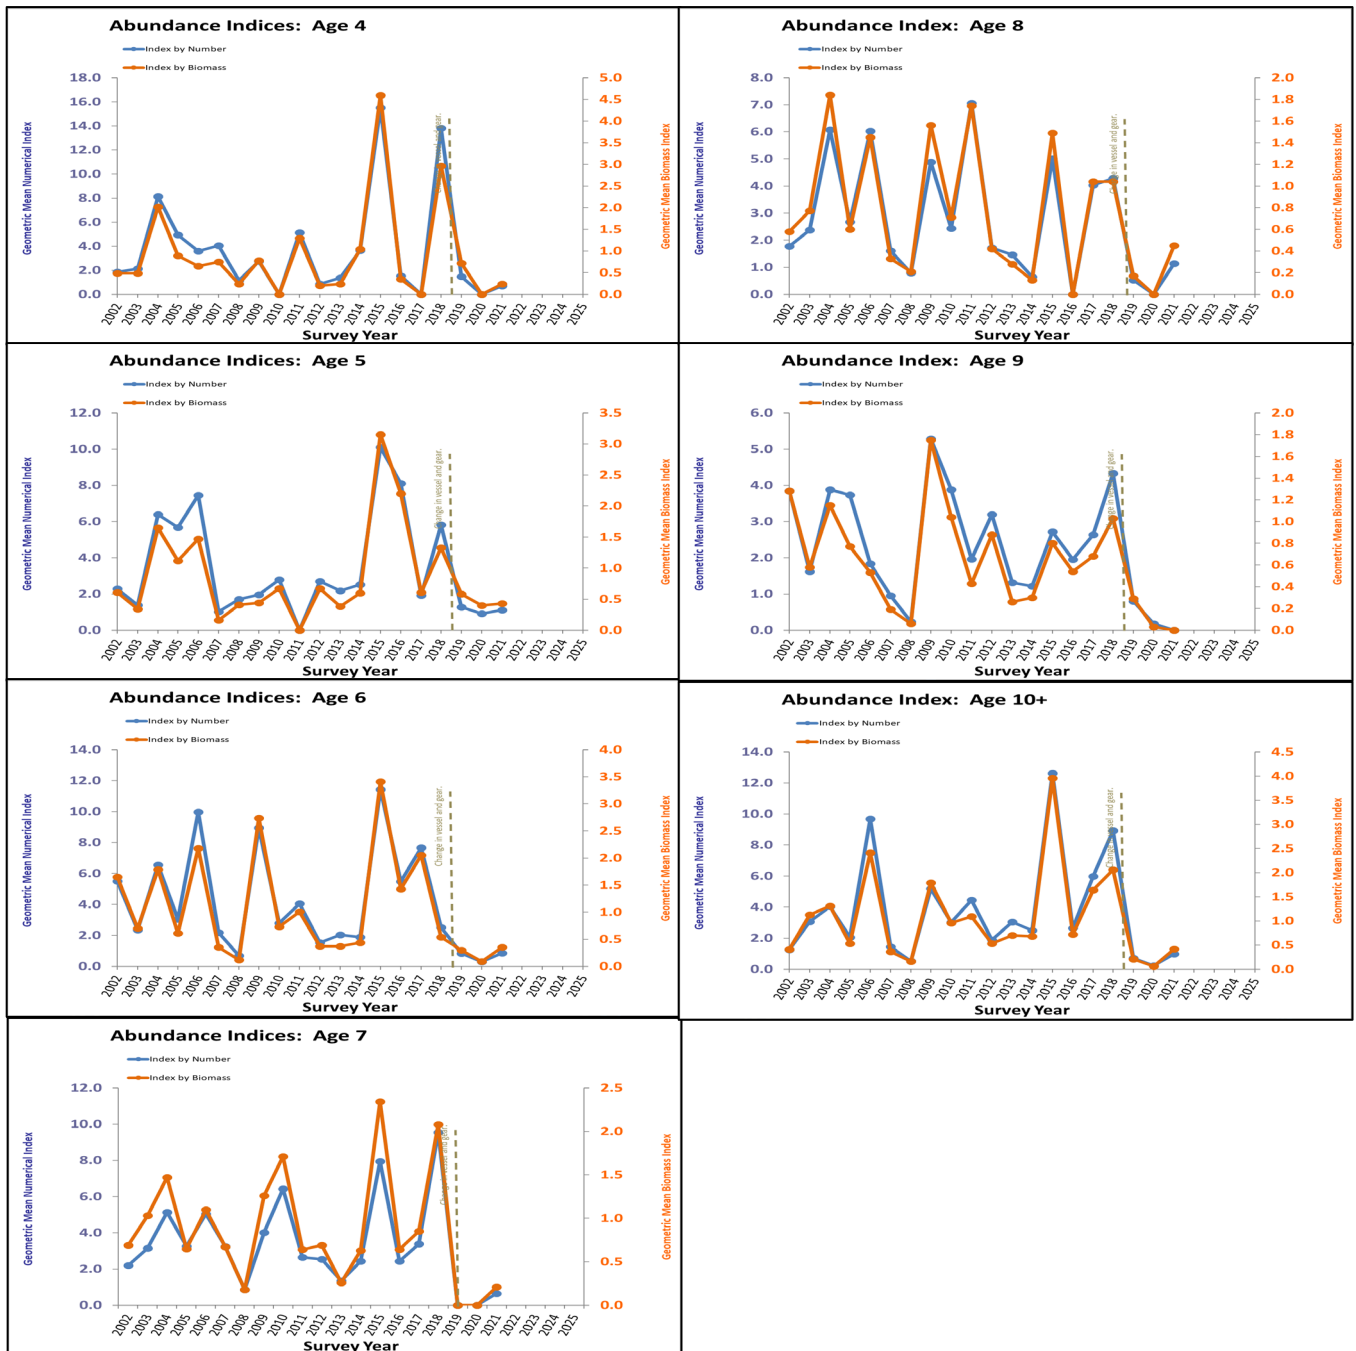 Abundance Indices: Age 4
Index by Number
Index by Biomass
Geometric Mean Numerical Index
18.0
16.0
14.0
12.0
10.0
8.0
6.0
4.0
2.0
0.0
5.0
4.5
4.0
3.5
3.0
2.5
2.0
1.5
1.0
0.5
0.0
Geometric Mean Biomass Index
gear.
2002 2003 2004 2005 2006 2007 2008 2009 2010 2011 2012 2013 2014 2015 2016 2017 2018 2019 2020 2021 2022 2023 2024 2025
Survey Year
Abundance Index: Age 8
Index by Number
Index by Biomass
Geometric Mean Numerical Index
8.0
7.0
6.0
5.0
4.0
3.0
2.0
1.0
0.0
2.0
1.8
1.6
1.4
1.2
1.0
0.8
0.6
0.4
0.2
0.0
Geometric Mean Biomass Index
Change in vessel and gear.
2002 2003 2004 2005 2006 2007 2008 2009 2010 2011 2012 2013 2014 2015 2016 2017 2018 2019 2020 2021 2022 2023 2024 2025
Survey Year
Abundance Indices: Age 5
Index by Number
Index by Biomass
Geometric Mean Numerical Index
12.0
10.0
8.0
6.0
4.0
2.0
0.0
3.5
3.0
2.5
2.0
1.5
1.0
0.5
0.0
Geometric Mean Biomass Index
Change in vessel and gear.
2002 2003 2004 2005 2006 2007 2008 2009 2010 2011 2012 2013 2014 2015 2016 2017 2018 2019 2020 2021 2022 2023 2024 2025
Survey Year
Abundance Index: Age 9
Index by Number
Index by Biomass
Geometric Mean Numerical Index
6.0
5.0
4.0
3.0
2.0
1.0
0.0
2.0
1.8
1.6
1.4
1.2
1.0
0.8
0.6
0.4
0.2
0.0
Geometric Mean Biomass Index
Change in vessel and gear.
2002 2003 2004 2005 2006 2007 2008 2009 2010 2011 2012 2013 2014 2015 2016 2017 2018 2019 2020 2021 2022 2023 2024 2025
Survey Year
Abundance Indices: Age 6
Index by Number
Index by Biomass
Geometric Mean Numerical Index
14.0
12.0
10.0
8.0
6.0
4.0
2.0
0.0
4.0
3.5
3.0
2.5
2.0
1.5
1.0
0.5
0.0
Geometric Mean Biomass Index
Change in vessel and gear.
2002 2003 2004 2005 2006 2007 2008 2009 2010 2011 2012 2013 2014 2015 2016 2017 2018 2019 2020 2021 2022 2023 2024 2025
Survey Year
Abundance Index: Age 10+
Index by Number
Index by Biomass
Geometric Mean Numerical Index
14.0
12.0
10.0
8.0
6.0
4.0
2.0
0.0
4.5
4.0
3.5
3.0
2.5
2.0
1.5
1.0
0.5
0.0
Geometric Mean Biomass Index
Change in vessel and gear.
2002 2003 2004 2005 2006 2007 2008 2009 2010 2011 2012 2013 2014 2015 2016 2017 2018 2019 2020 2021 2022 2023 2024 2025
Survey Year
Abundance Indices: Age 7
Index by Number
Index by Biomass
Geometric Mean Numerical Index
12.0
10.0
8.0
6.0
4.0
2.0
0.0
2.5
2.0
1.5
1.0
0.5
0.0
Geometric Mean Biomass Index
Change in vessel and gear.
2002 2003 2004 2005 2006 2007 2008 2009 2010 2011 2012 2013 2014 2015 2016 2017 2018 2019 2020 2021 2022 2023 2024 2025
Survey Year